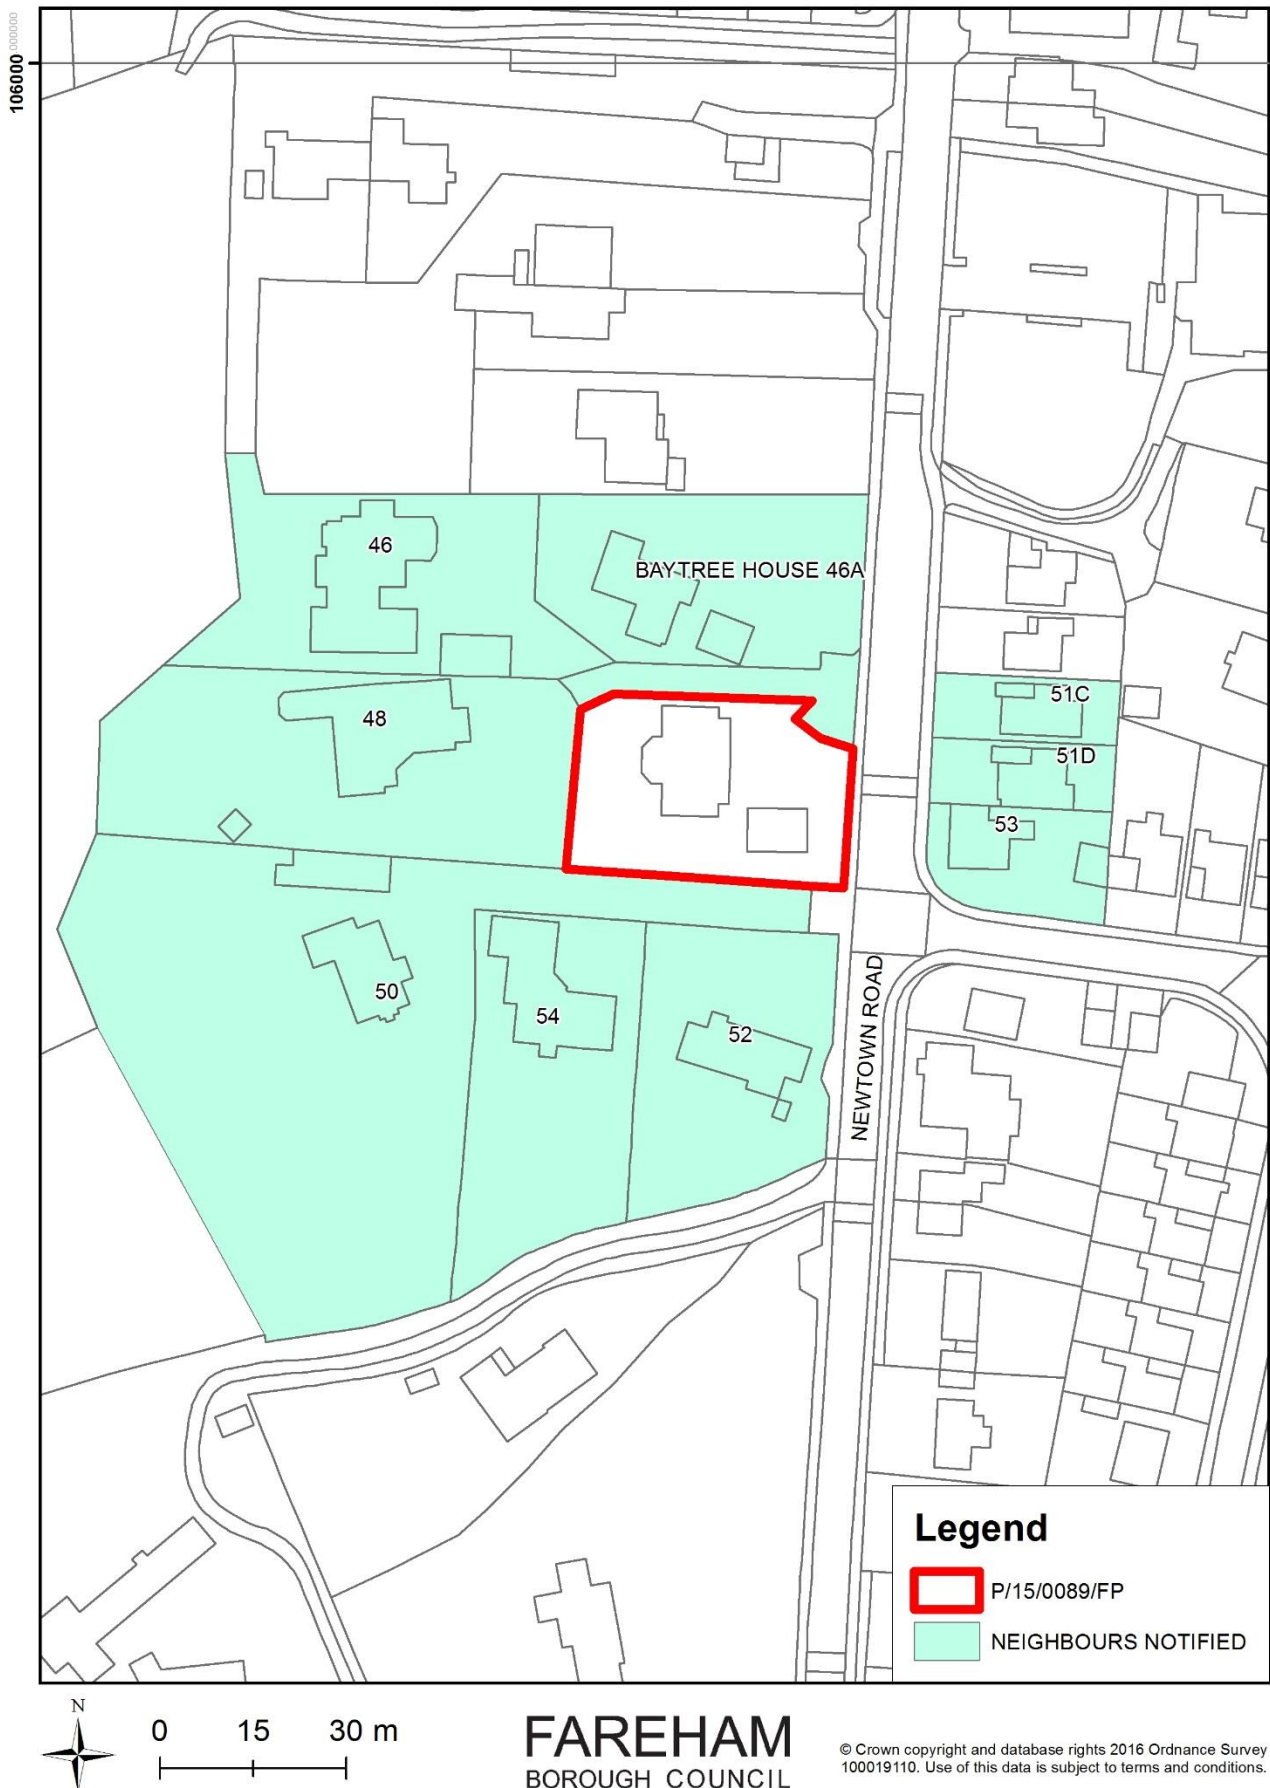 000000
106000
46
BAYTREE HOUSE 46A
51C
48
51D
53
50
54
52
NEWTOWN ROAD
Legend
P/15/0089/FP
NEIGHBOURS NOTIFIED
N
0 15 30 m
FAREHAM
BOROUGH COUNCIL
© Crown copyright and database rights 2016 Ordnance Survey
100019110. Use of this data is subject to terms and conditions.